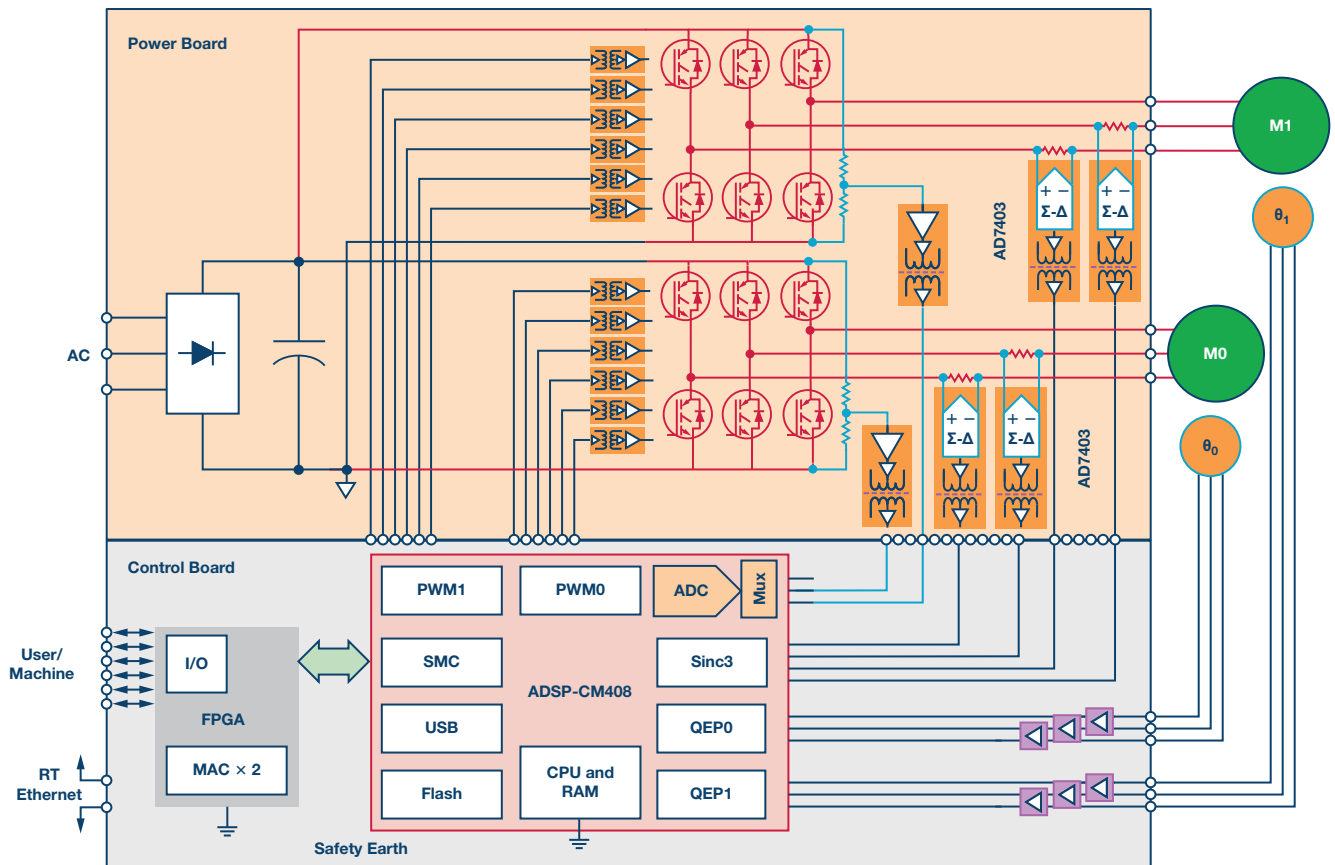 Power Board
M1
θ1
+ −
Σ-Δ
+ −
Σ-Δ
AD7403
AC
M0
θ0
+ −
Σ-Δ
+ −
Σ-Δ
AD7403
Control Board
PWM1
PWM0
ADC
Mux
User/
Machine
I/O
FPGA
MAC × 2
SMC
Sinc3
ADSP-CM408
USB
QEP0
RT
Ethernet
Flash
CPU and
RAM
QEP1
Safety Earth